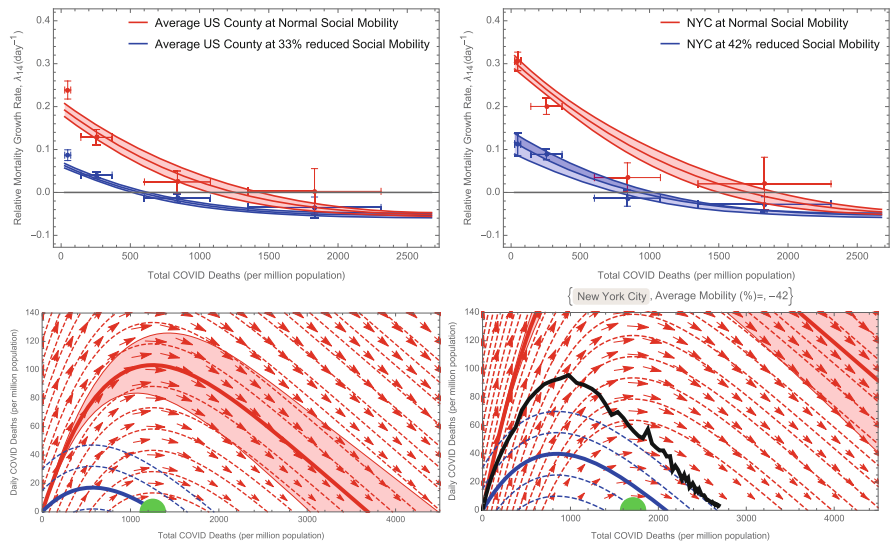 Average US County at Normal Social Mobility
Average US County at 33% reduced Social Mobility
Relative Mortality Growth Rate, λ14(day−1)
0.4
0.3
0.2
0.1
0.0
−0.1
0 500 1000 1500 2000 2500
Total COVID Deaths (per million population)
NYC at Normal Social Mobility
NYC at 42% reduced Social Mobility
Relative Mortality Growth Rate, λ14(day−1)
0.4
0.3
0.2
0.1
0.0
−0.1
0 500 1000 1500 2000 2500
Total COVID Deaths (per million population)
Daily COVID Deaths (per million population)
140
120
100
80
60
40
20
0
0 1000 2000 3000 4000
Total COVID Deaths (per million population)
{New York City, Average Mobility (%)=, −42}
Daily COVID Deaths (per million population)
140
120
100
80
60
40
20
0
0 1000 2000 3000 4000
Total COVID Deaths (per million population)